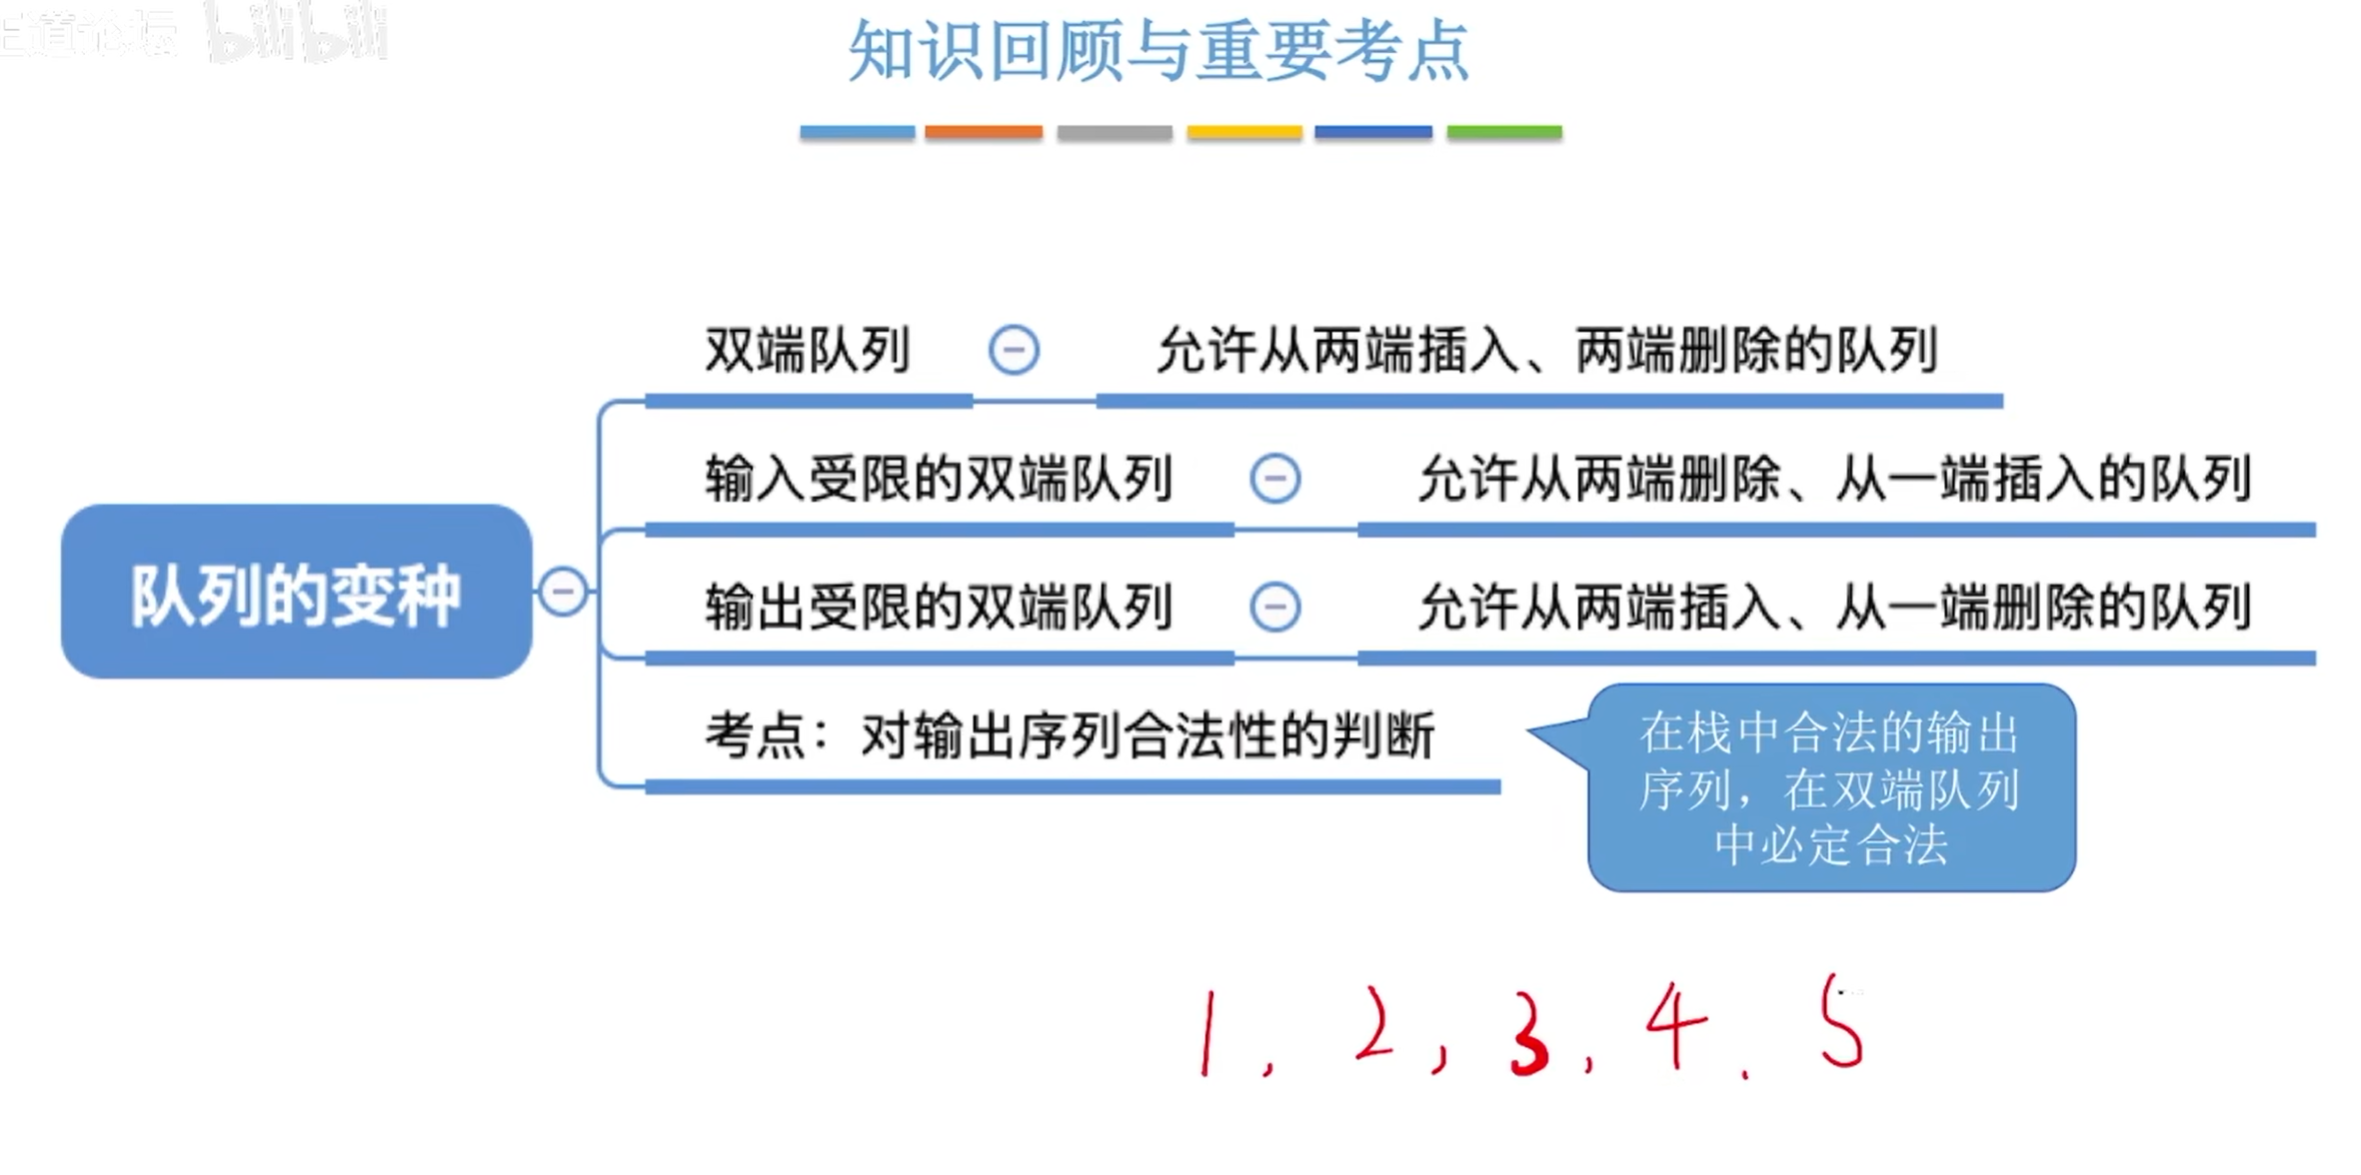 道论坛 bilibili
知识回顾与重要考点
双端队列 允许从两端插入、两端删除的队列
输入受限的双端队列 允许从两端删除、从一端插入的队列
队列的变种
输出受限的双端队列 允许从两端插入、从一端删除的队列
考点：对输出序列合法性的判断
在栈中合法的输出
序列，在双端队列
中必定合法
1, 2, 3, 4, 5